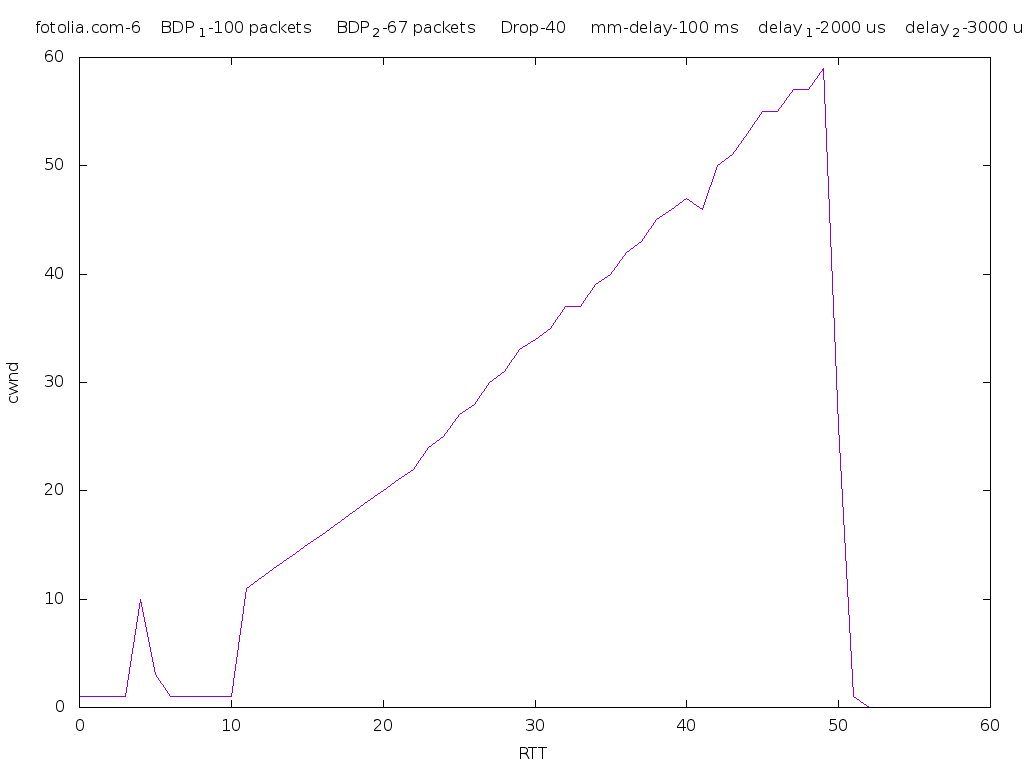 fotolia.com-6 BDP1-100 packets BDP2-67 packets Drop-40 mm-delay-100 ms delay1-2000 us delay2-3000 u
60
50
40
30
20
10
0
cwnd
0 10 20 30 40 50 60
RTT